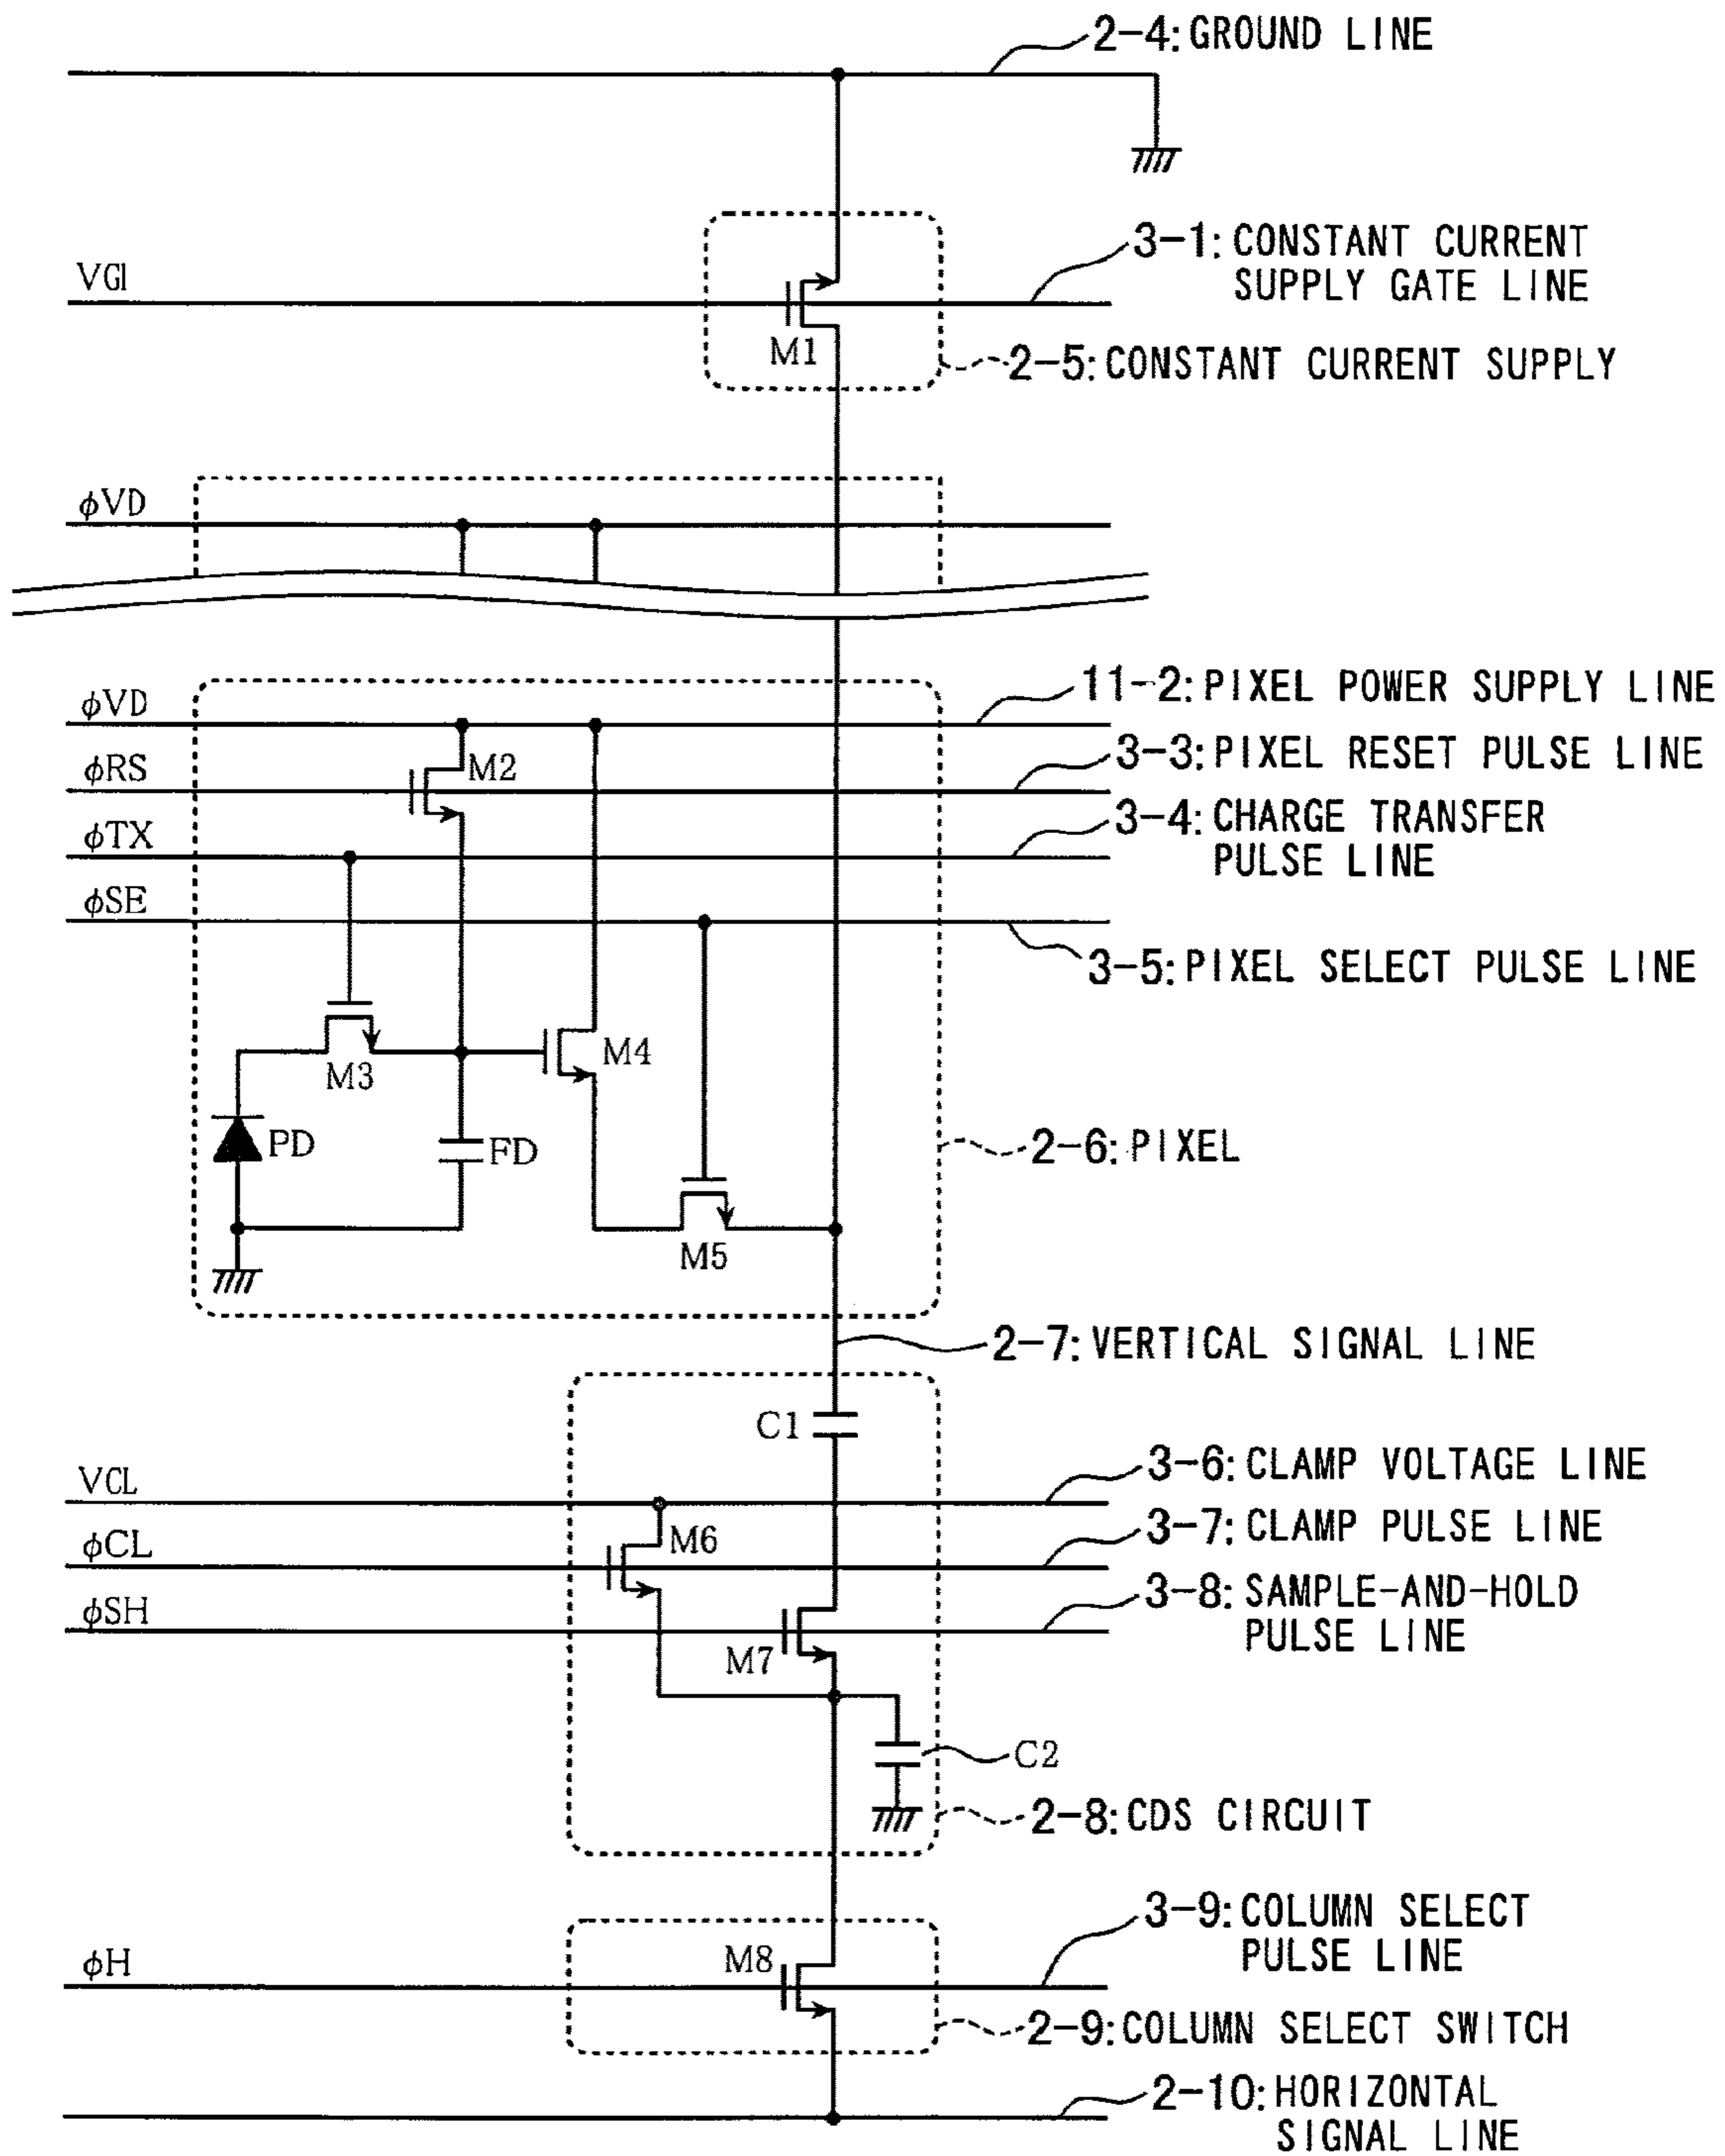 2-4: GROUND LINE
3-1: CONSTANT CURRENT
SUPPLY GATE LINE
VGI
M1
2-5: CONSTANT CURRENT SUPPLY
φVD
11-2: PIXEL POWER SUPPLY LINE
φVD
3-3: PIXEL RESET PULSE LINE
φRS
M2
3-4: CHARGE TRANSFER
PULSE LINE
φTX
φSE
3-5: PIXEL SELECT PULSE LINE
M3
M4
PD
FD
2-6: PIXEL
M5
2-7: VERTICAL SIGNAL LINE
C1
3-6: CLAMP VOLTAGE LINE
VCL
3-7: CLAMP PULSE LINE
φCL
M6
3-8: SAMPLE-AND-HOLD
PULSE LINE
φSH
M7
C2
2-8: CDS CIRCUIT
3-9: COLUMN SELECT
PULSE LINE
φH
M8
2-9: COLUMN SELECT SWITCH
2-10: HORIZONTAL
SIGNAL LINE